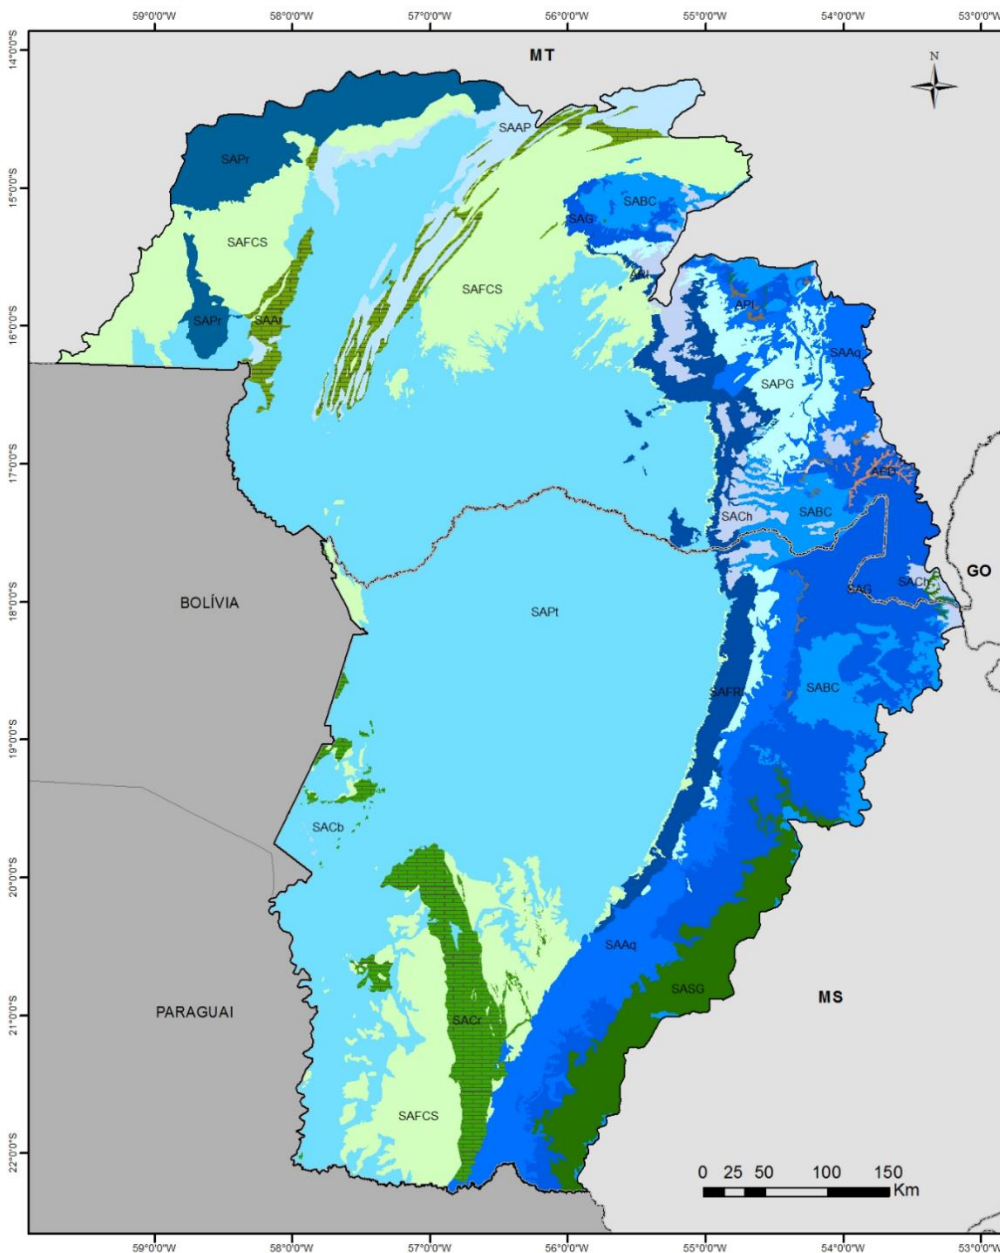 59°0'0"W 58°0'0"W 57°0'0"W 56°0'0"W 55°0'0"W 54°0'0"W 53°0'0"W
14°0'0"S
15°0'0"S
16°0'0"S
17°0'0"S
18°0'0"S
19°0'0"S
20°0'0"S
21°0'0"S
22°0'0"S
MT
N
SAAP
SAPr
SABC
SAG
SAFCS
SAFCS
SAPr
SAAr
SAAq
SAPG
SACh
SABC
GO
SACh
SAG
BOLÍVIA
SAPt
SABC
SAFR
SACb
SAAq
SASG
MS
PARAGUAI
SACr
SAFCS
0 25 50 100 150
Km
59°0'0"W 58°0'0"W 57°0'0"W 56°0'0"W 55°0'0"W 54°0'0"W 53°0'0"W